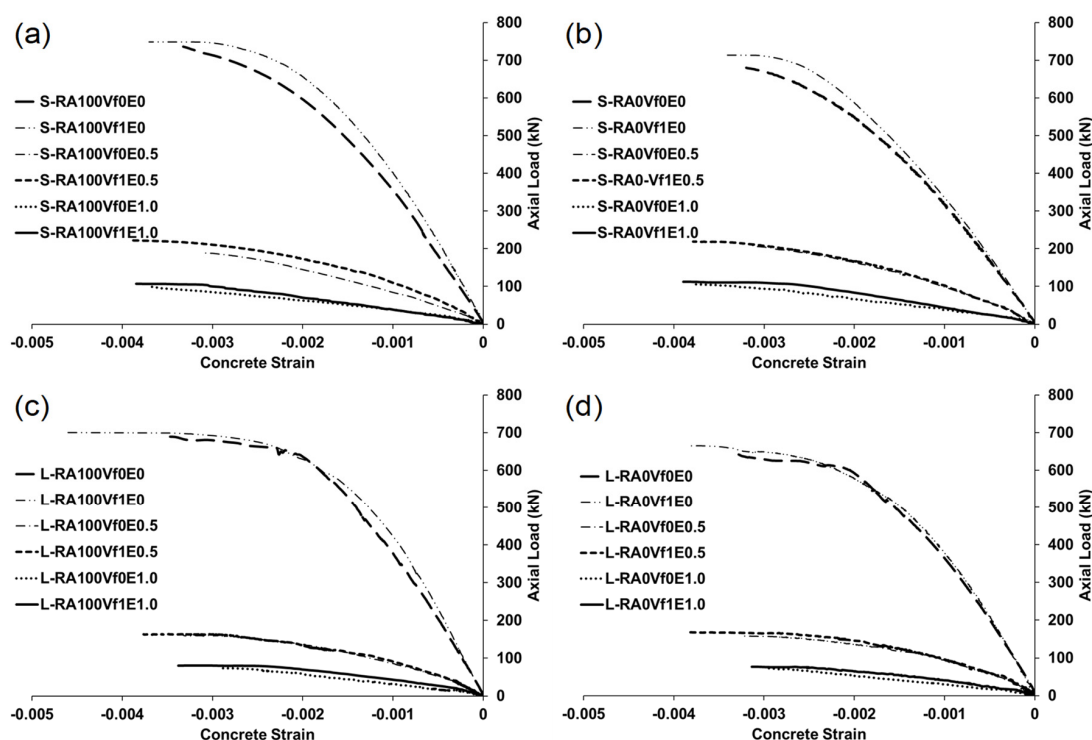 (a)
S-RA100Vf0E0
S-RA100Vf1E0
S-RA100Vf0E0.5
S-RA100Vf1E0.5
S-RA100Vf0E1.0
S-RA100Vf1E1.0
800
700
600
500
400
300
200
100
0
Axial Load (kN)
-0.005 -0.004 -0.003 -0.002 -0.001 0
Concrete Strain
(b)
S-RA0Vf0E0
S-RA0Vf1E0
S-RA0Vf0E0.5
S-RA0-Vf1E0.5
S-RA0Vf0E1.0
S-RA0Vf1E1.0
800
700
600
500
400
300
200
100
0
Axial Load (kN)
-0.005 -0.004 -0.003 -0.002 -0.001 0
Concrete Strain
(c)
L-RA100Vf0E0
L-RA100Vf1E0
L-RA100Vf0E0.5
L-RA100Vf1E0.5
L-RA100Vf0E1.0
L-RA100Vf1E1.0
800
700
600
500
400
300
200
100
0
Axial Load (kN)
-0.005 -0.004 -0.003 -0.002 -0.001 0
Concrete Strain
(d)
L-RA0Vf0E0
L-RA0Vf1E0
L-RA0Vf0E0.5
L-RA0Vf1E0.5
L-RA0Vf0E1.0
L-RA0Vf1E1.0
800
700
600
500
400
300
200
100
0
Axial Load (kN)
-0.005 -0.004 -0.003 -0.002 -0.001 0
Concrete Strain